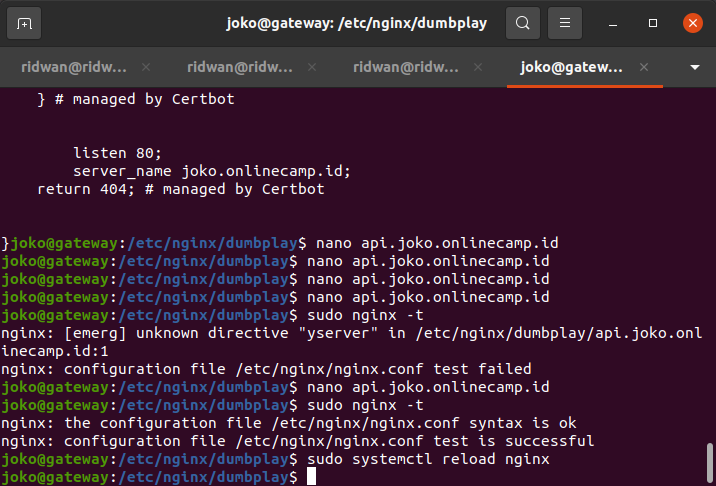 joko@gateway: /etc/nginx/dumbplay
ridwan@ridw... × ridwan@ridw... × ridwan@ridw... × joko@gatew... ×
} # managed by Certbot
listen 80;
server_name joko.onlinecamp.id;
return 404; # managed by Certbot
}joko@gateway:/etc/nginx/dumbplay$ nano api.joko.onlinecamp.id
joko@gateway:/etc/nginx/dumbplay$ nano api.joko.onlinecamp.id
joko@gateway:/etc/nginx/dumbplay$ nano api.joko.onlinecamp.id
joko@gateway:/etc/nginx/dumbplay$ nano api.joko.onlinecamp.id
joko@gateway:/etc/nginx/dumbplay$ sudo nginx -t
nginx: [emerg] unknown directive "yserver" in /etc/nginx/dumbplay/api.joko.onl
inecamp.id:1
nginx: configuration file /etc/nginx/nginx.conf test failed
joko@gateway:/etc/nginx/dumbplay$ nano api.joko.onlinecamp.id
joko@gateway:/etc/nginx/dumbplay$ sudo nginx -t
nginx: the configuration file /etc/nginx/nginx.conf syntax is ok
nginx: configuration file /etc/nginx/nginx.conf test is successful
joko@gateway:/etc/nginx/dumbplay$ sudo systemctl reload nginx
joko@gateway:/etc/nginx/dumbplay$